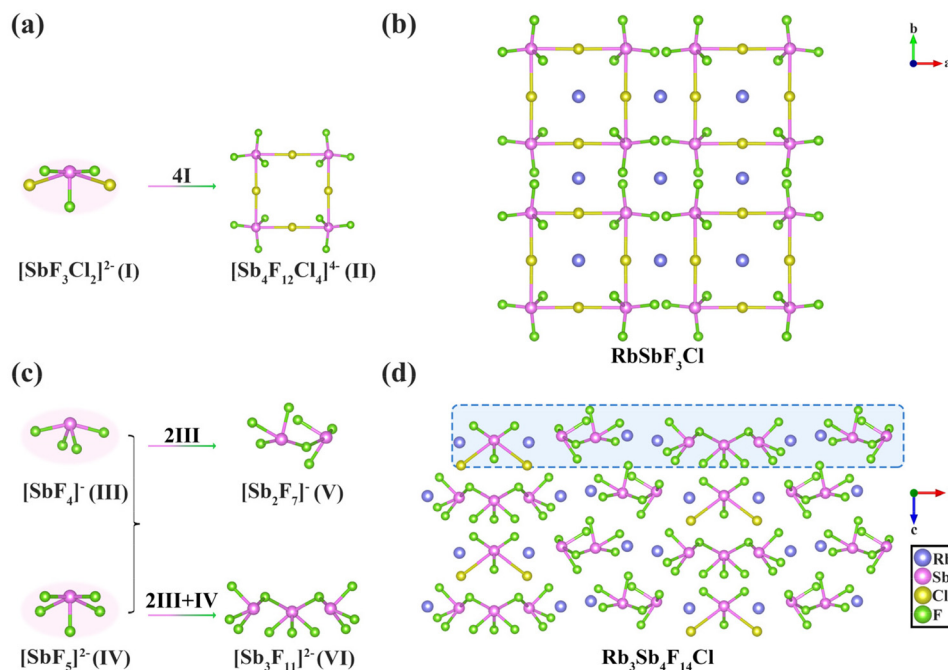 (a)
4I
[SbF₃Cl₂]²⁻ (I)
[Sb₄F₁₂Cl₄]⁴⁻ (II)
(b)
b
a
RbSbF₃Cl
(c)
2III
[SbF₄]⁻ (III)
[Sb₂F₇]⁻ (V)
2III+IV
[SbF₅]²⁻ (IV)
[Sb₃F₁₁]²⁻ (VI)
(d)
c
Sb
Cl
F
Rb₃Sb₄F₁₄Cl